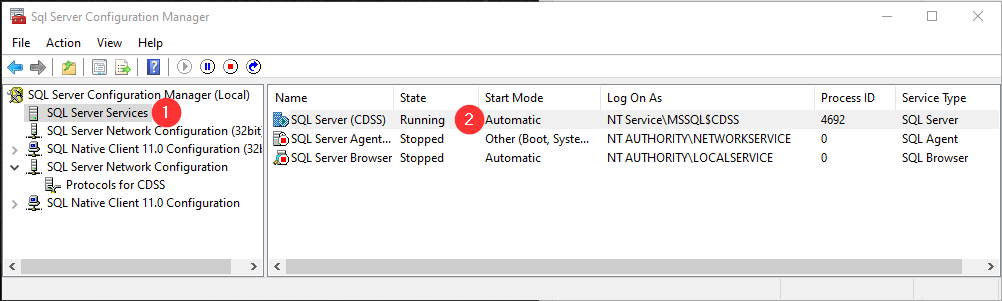 Sql Server Configuration Manager
File Action View Help
SQL Server Configuration Manager (Local)
SQL Server Services 1
SQL Server Network Configuration (32bit
SQL Native Client 11.0 Configuration (32b
SQL Server Network Configuration
Protocols for CDSS
SQL Native Client 11.0 Configuration
Name State Start Mode Log On As Process ID Service Type
SQL Server (CDSS) Running 2 Automatic NT Service\MSSQL$CDSS 4692 SQL Server
SQL Server Agent... Stopped Other (Boot, Syste... NT AUTHORITY\NETWORKSERVICE 0 SQL Agent
SQL Server Browser Stopped Automatic NT AUTHORITY\LOCALSERVICE 0 SQL Browser